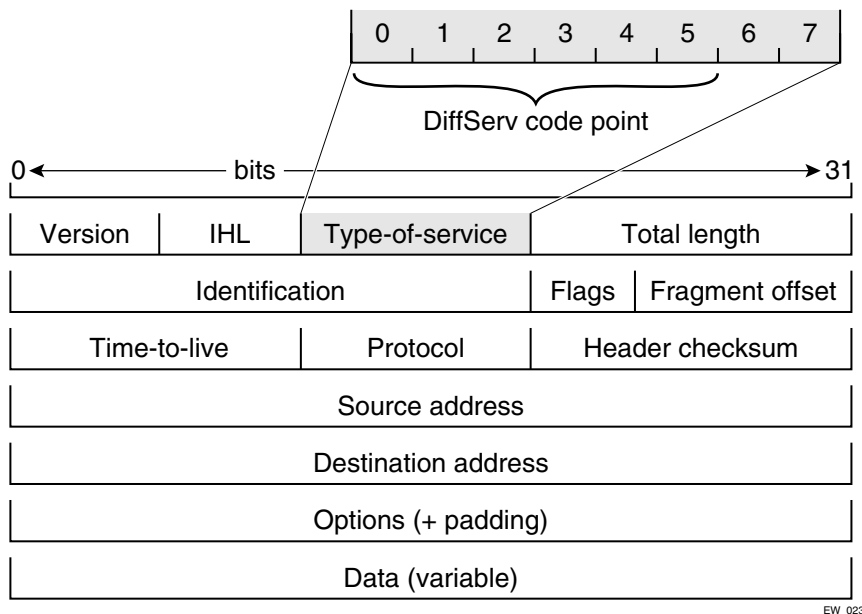 0 1 2 3 4 5 6 7
DiffServ code point
0 bits 31
Version IHL Type-of-service Total length
Identification Flags Fragment offset
Time-to-live Protocol Header checksum
Source address
Destination address
Options (+ padding)
Data (variable)